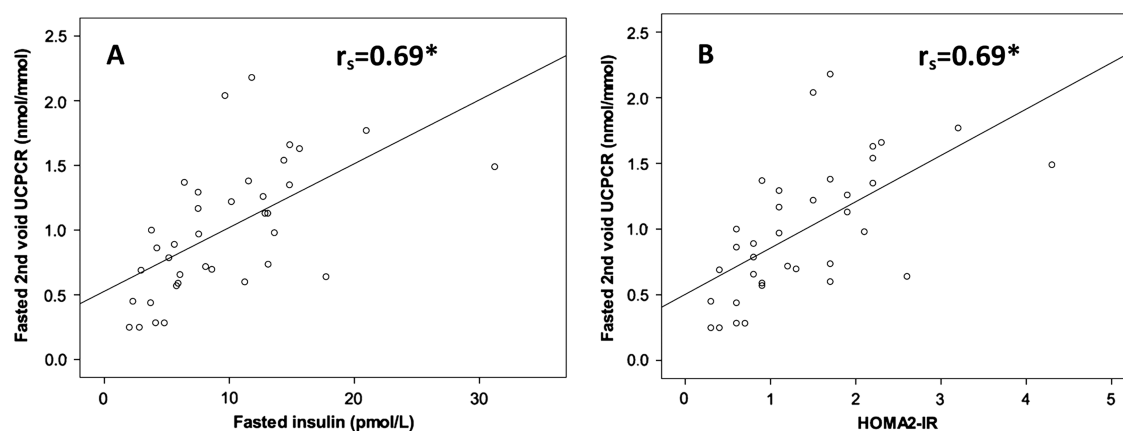 A
rs=0.69*
Fasted 2nd void UCPCR (nmol/mmol)
2.5
2.0
1.5
1.0
0.5
0.0
0 10 20 30
Fasted insulin (pmol/L)
B
rs=0.69*
Fasted 2nd void UCPCR (nmol/mmol)
2.5
2.0
1.5
1.0
0.5
0.0
0 1 2 3 4 5
HOMA2-IR